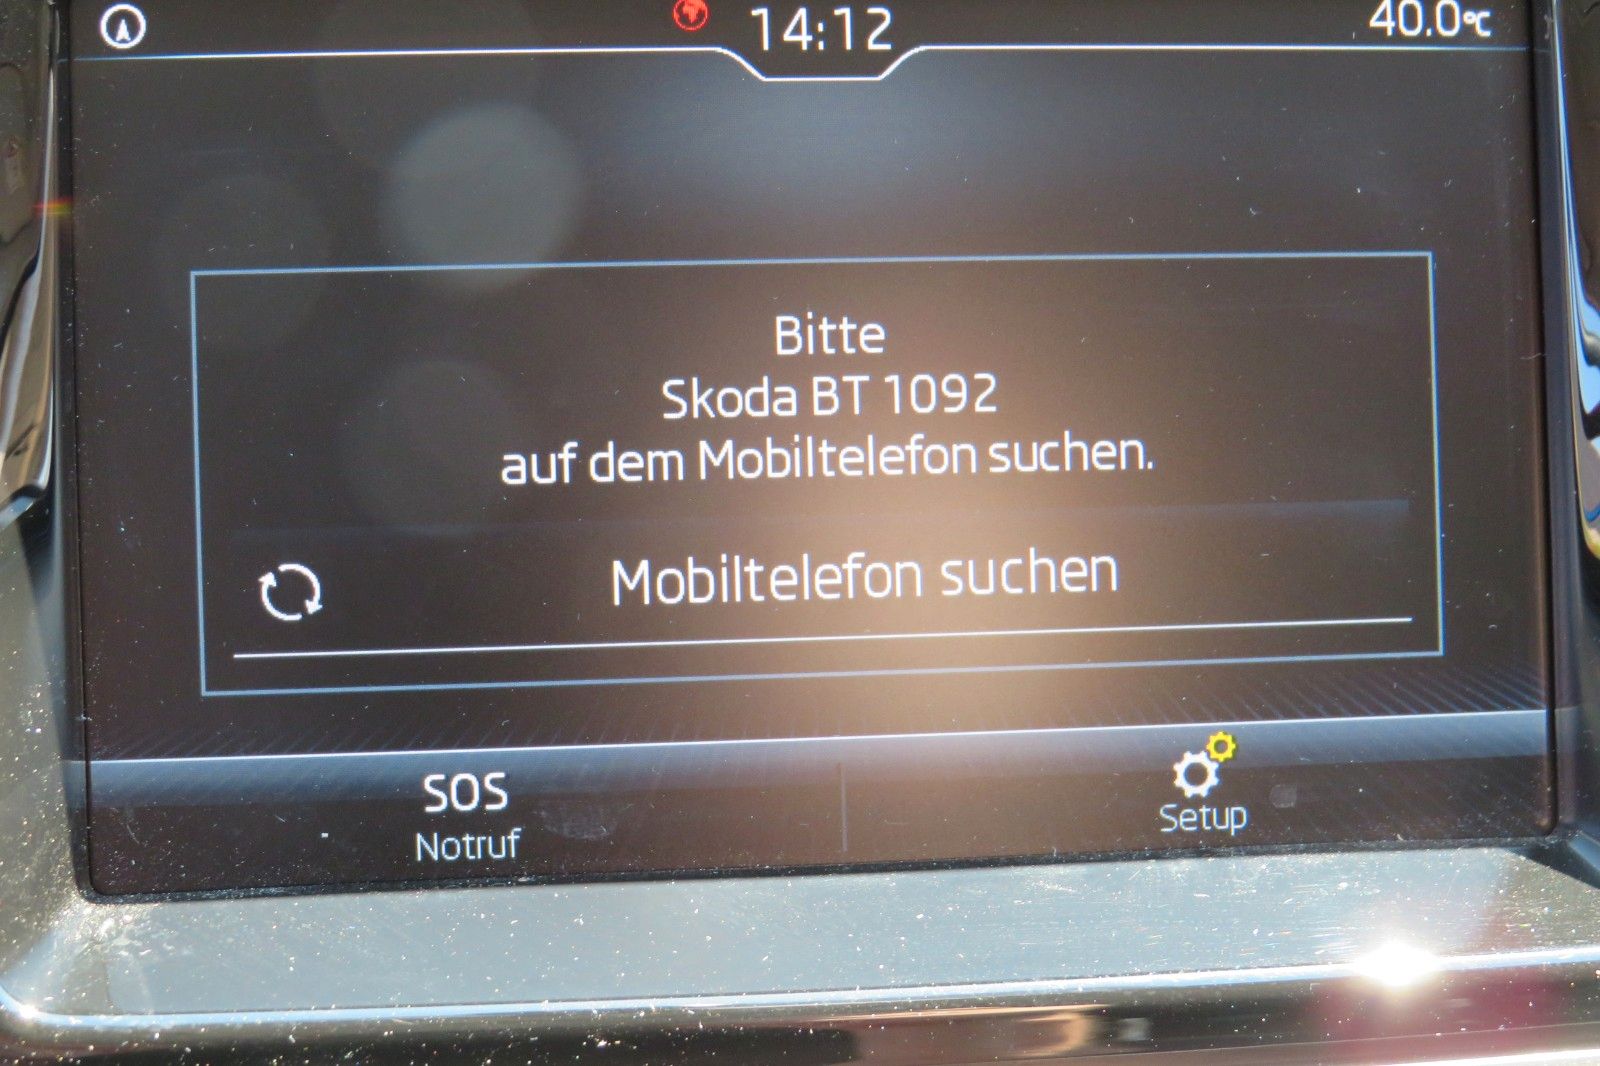 14:12
40.0°C
Bitte
Skoda BT 1092
auf dem Mobiltelefon suchen.
Mobiltelefon suchen
SOS
Notruf
Setup